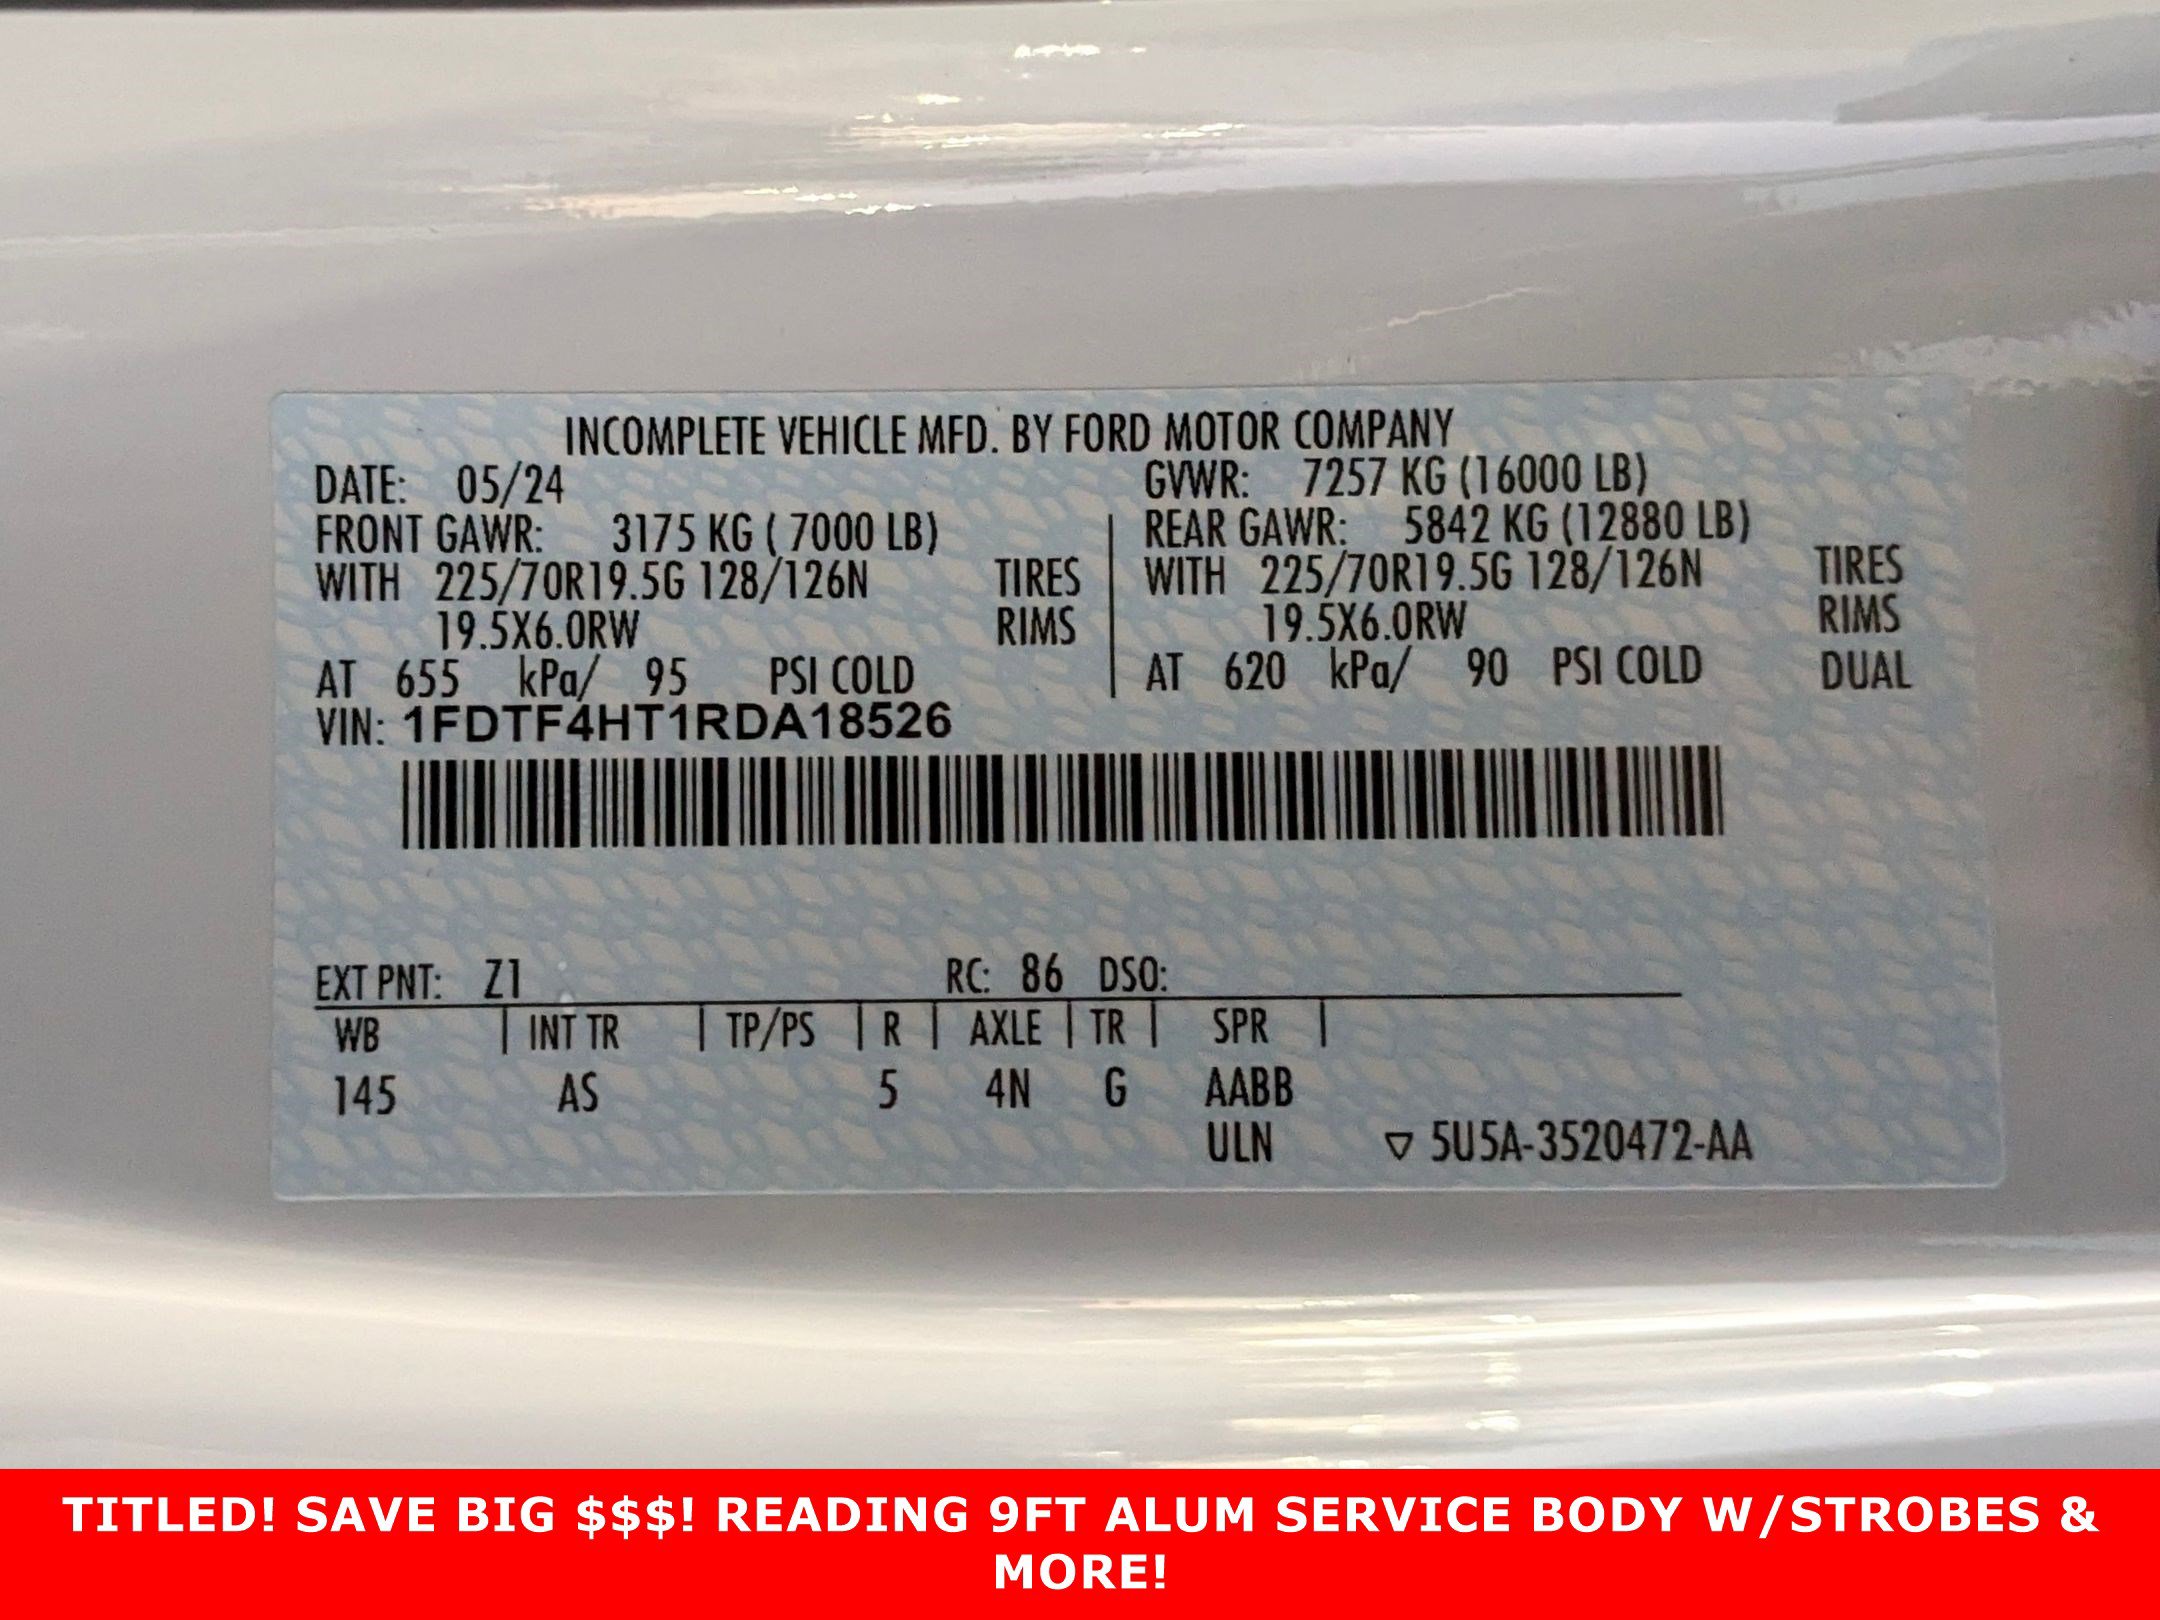 INCOMPLETE VEHICLE MFD. BY FORD MOTOR COMPANY
DATE: 05/24 GVWR: 7257 KG (16000 LB)
FRONT GAWR: 3175 KG ( 7000 LB) REAR GAWR: 5842 KG (12880 LB)
WITH 225/70R19.5G 128/126N TIRES WITH 225/70R19.5G 128/126N TIRES
19.5X6.0RW RIMS 19.5X6.0RW RIMS
AT 655 kPa/ 95 PSI COLD AT 620 kPa/ 90 PSI COLD DUAL
VIN: 1FDTF4HT1RDA18526
EXT PNT: Z1 RC: 86 DSO:
WB | INT TR | TP/PS | R | AXLE | TR | SPR |
145 AS 5 4N G AABB
ULN ▽ 5U5A-3520472-AA
TITLED! SAVE BIG $$$! READING 9FT ALUM SERVICE BODY W/STROBES &
MORE!